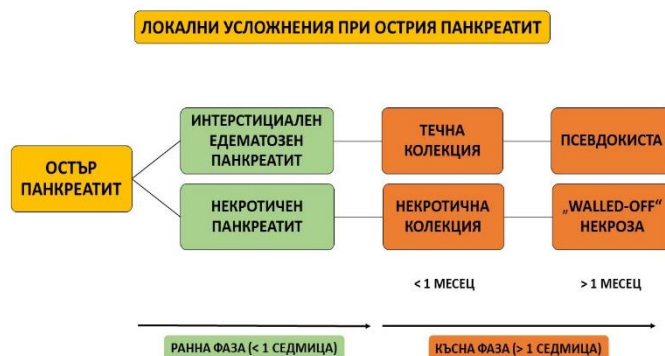 ЛОКАЛНИ УСЛОЖНЕНИЯ ПРИ ОСТРИЯ ПАНКРЕАТИТ
ОСТЪР
ПАНКРЕАТИТ
ИНТЕРСТИЦИАЛЕН
ЕДЕМАТОЗЕН
ПАНКРЕАТИТ
ТЕЧНА
КОЛЕКЦИЯ
ПСЕВДОКИСТА
НЕКРОТИЧЕН
ПАНКРЕАТИТ
НЕКРОТИЧНА
КОЛЕКЦИЯ
„WALLED-OFF“
НЕКРОЗА
< 1 МЕСЕЦ
> 1 МЕСЕЦ
РАННА ФАЗА (< 1 СЕДМИЦА)
КЪСНА ФАЗА (> 1 СЕДМИЦА)